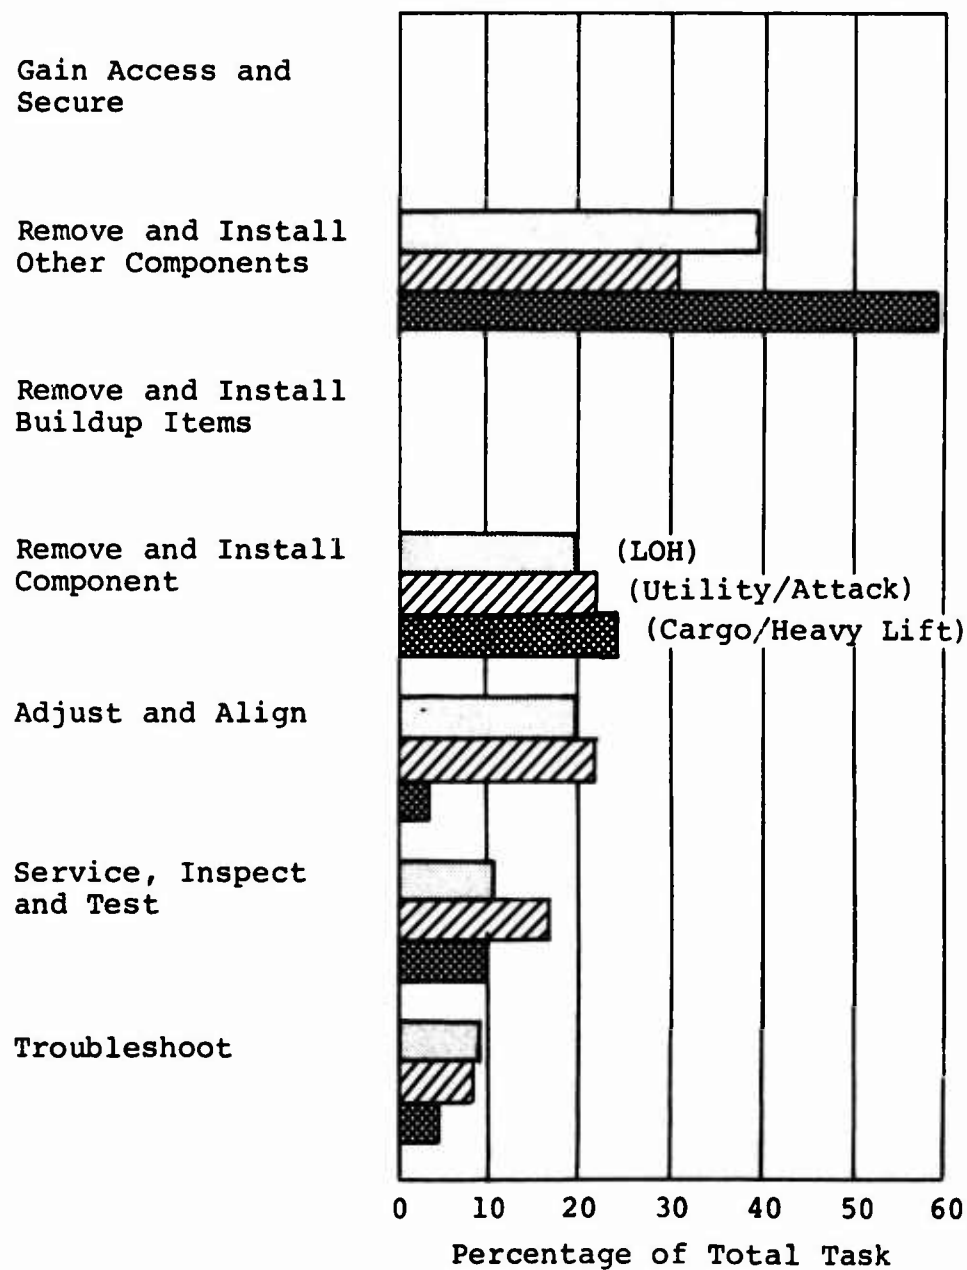 Gain Access and
Secure
Remove and Install
Other Components
Remove and Install
Buildup Items
Remove and Install
Component
(LOH)
(Utility/Attack)
(Cargo/Heavy Lift)
Adjust and Align
Service, Inspect
and Test
Troubleshoot
0 10 20 30 40 50 60
Percentage of Total Task